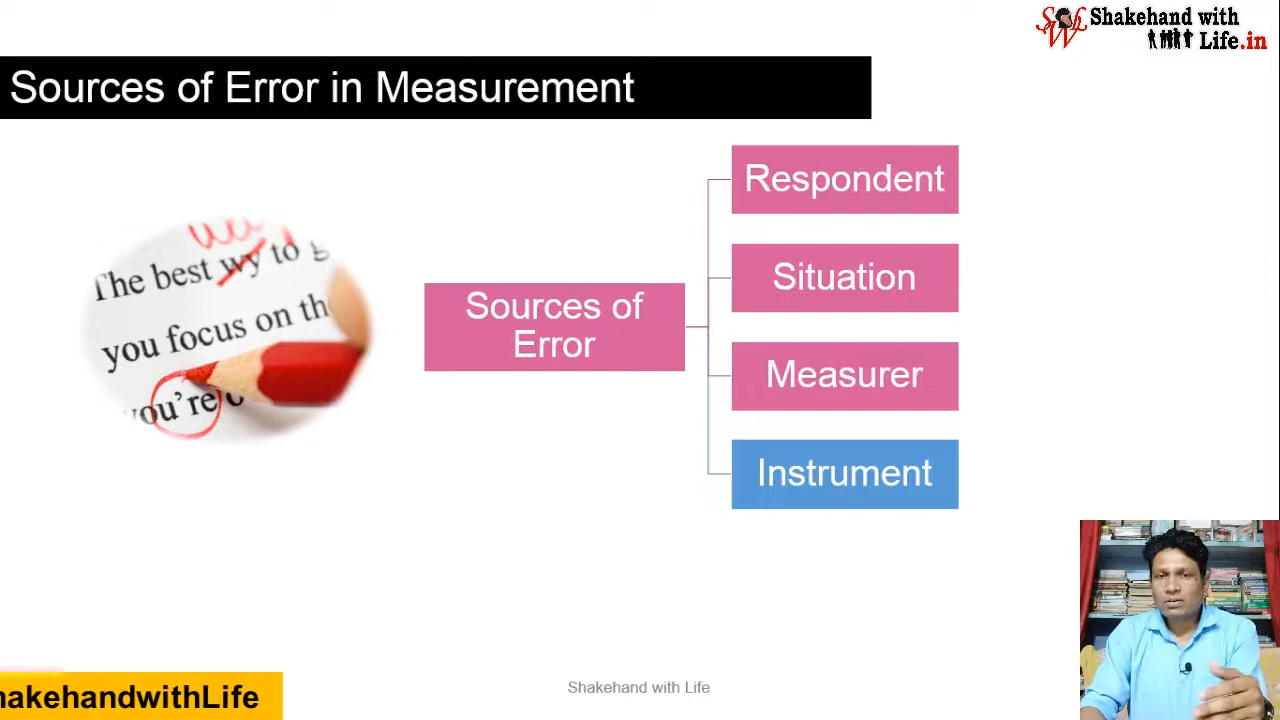 Shakehand with
Life.in
Sources of Error in Measurement
The best wy to
you focus on
you're
Sources of
Error
Respondent
Situation
Measurer
Instrument
hakehandwithLife
Shakehand with Life